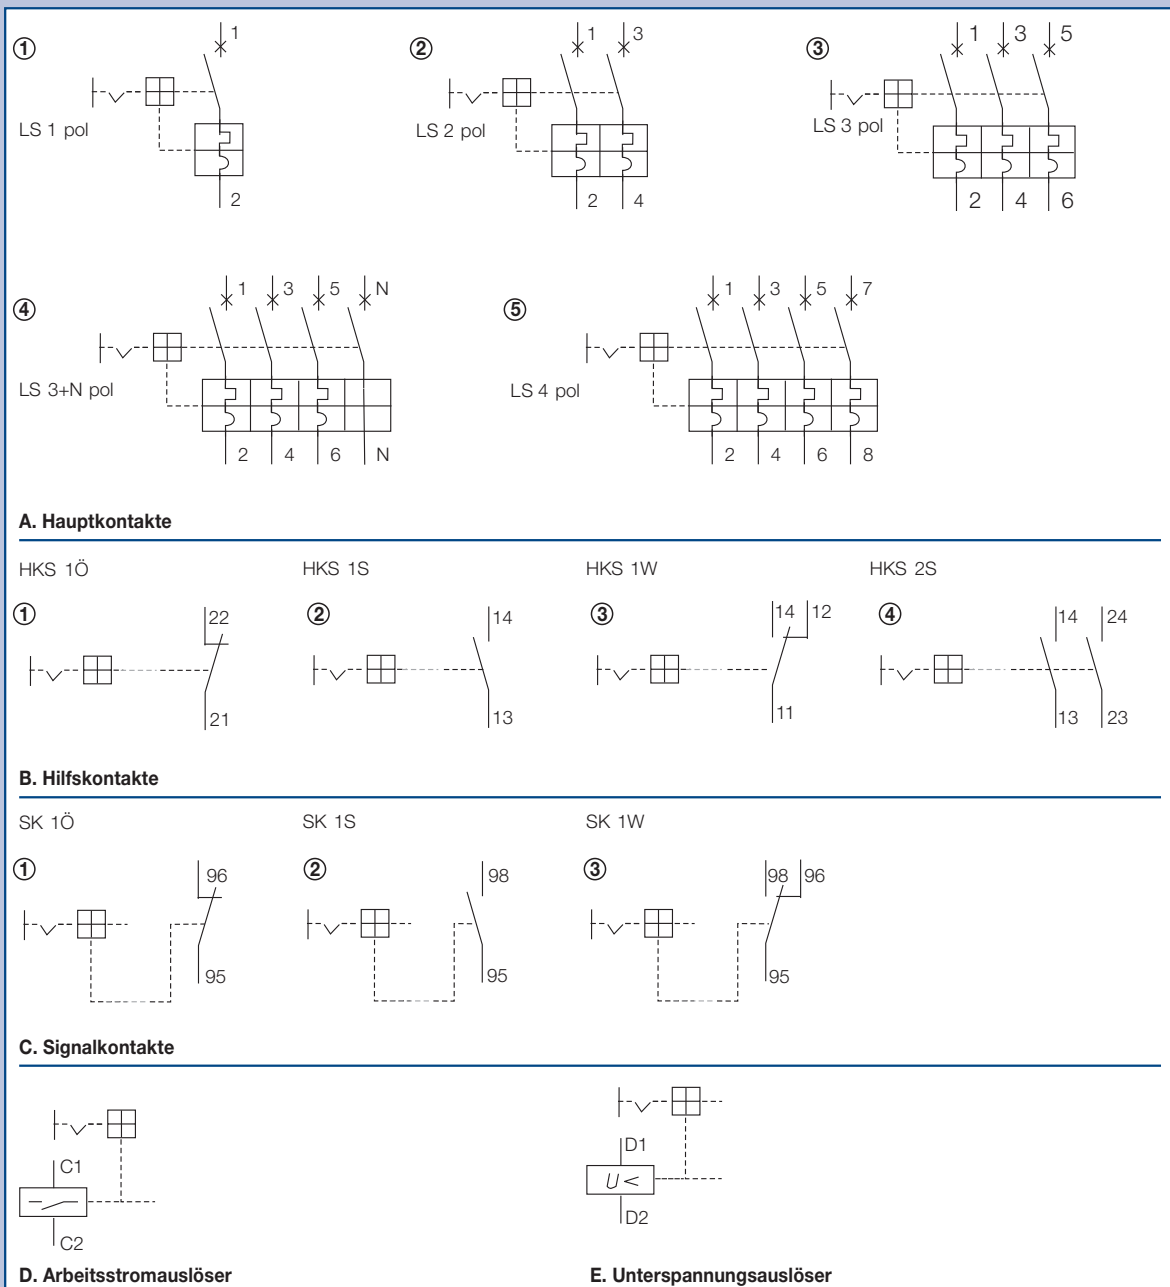 ① 1
LS 1 pol
2
② 1 3
LS 2 pol
2 4
③ 1 3 5
LS 3 pol
2 4 6
④ 1 3 5 N
LS 3+N pol
2 4 6 N
⑤ 1 3 5 7
LS 4 pol
2 4 6 8
A. Hauptkontakte
HKS 1Ö
① 22
21
HKS 1S
② 14
13
HKS 1W
③ 14 12
11
HKS 2S
④ 14 24
13 23
B. Hilfskontakte
SK 1Ö
① 96
95
SK 1S
② 98
95
SK 1W
③ 98 96
95
C. Signalkontakte
C1
C2
D. Arbeitsstromauslöser
D1
U <
D2
E. Unterspannungsauslöser